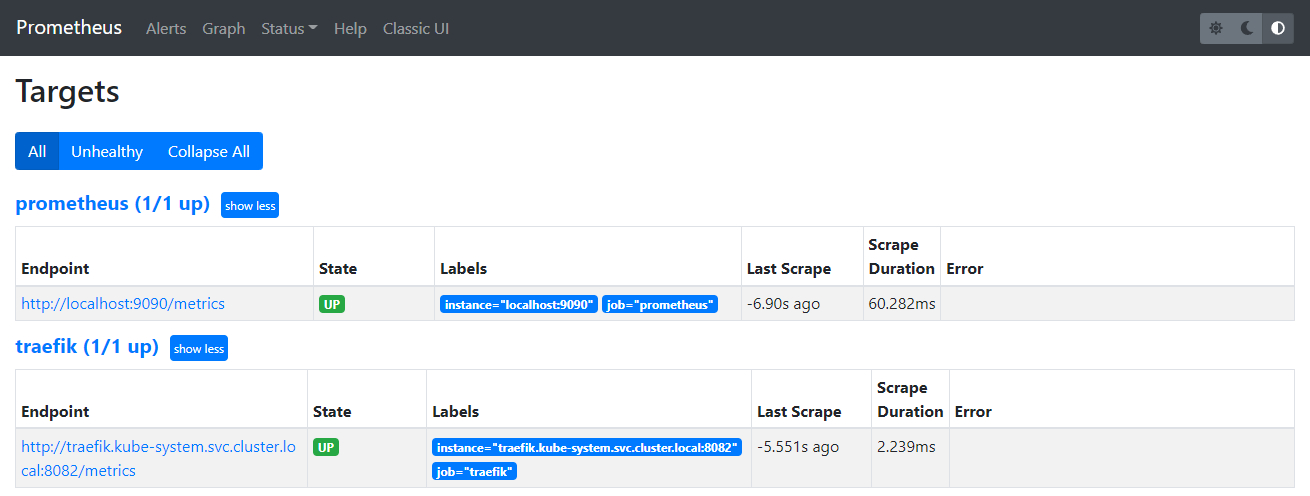 Prometheus Alerts Graph Status Help Classic UI
Targets
All Unhealthy Collapse All
prometheus (1/1 up) show less
Endpoint State Labels Last Scrape Scrape Duration Error
http://localhost:9090/metrics UP instance="localhost:9090" job="prometheus" -6.90s ago 60.282ms
traefik (1/1 up) show less
Endpoint State Labels Last Scrape Scrape Duration Error
http://traefik.kube-system.svc.cluster.lo UP instance="traefik.kube-system.svc.cluster.local:8082" -5.551s ago 2.239ms
cal:8082/metrics job="traefik"